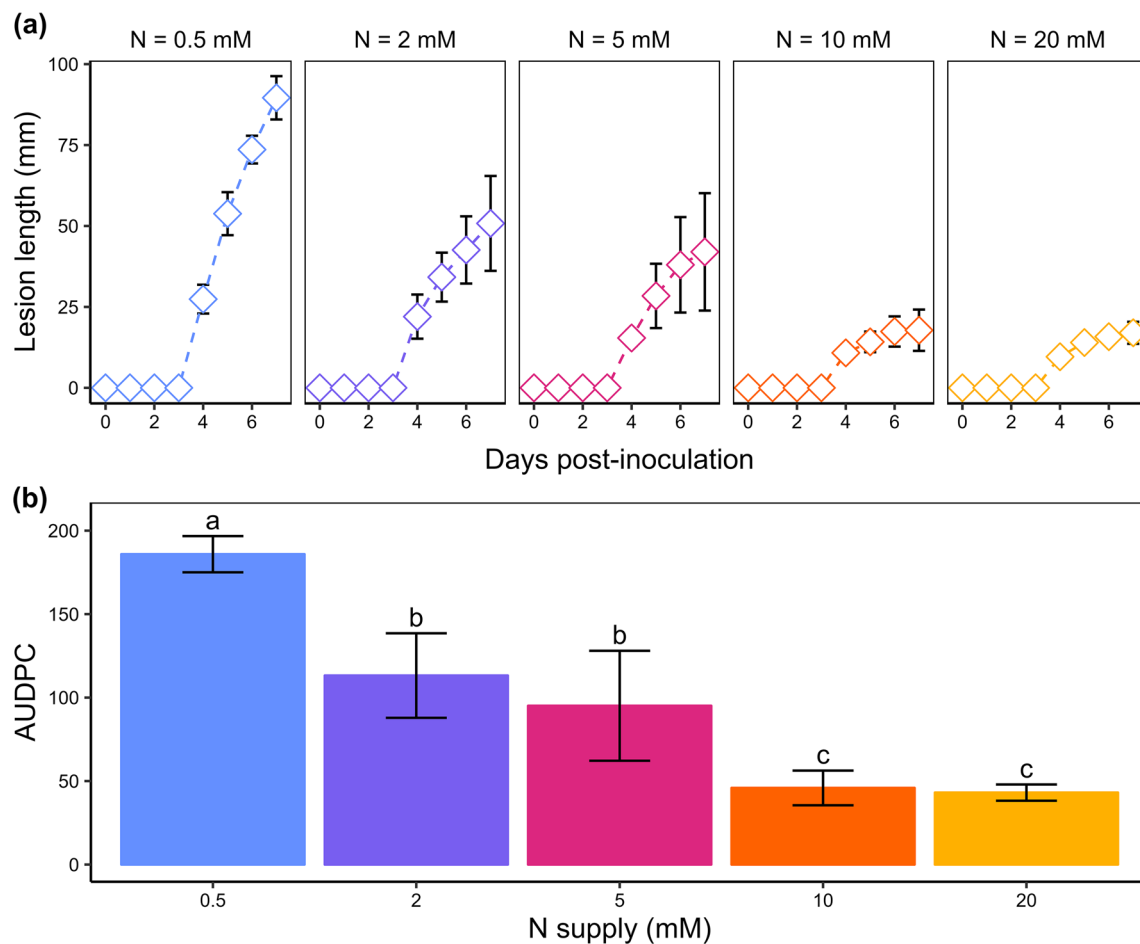 (a)
N = 0.5 mM N = 2 mM N = 5 mM N = 10 mM N = 20 mM
Lesion length (mm)
100
75
50
25
0
0 2 4 6 0 2 4 6 0 2 4 6 0 2 4 6 0 2 4 6
Days post-inoculation
(b)
AUDPC
200
150
100
50
0
a
b
b
c
c
0.5 2 5 10 20
N supply (mM)